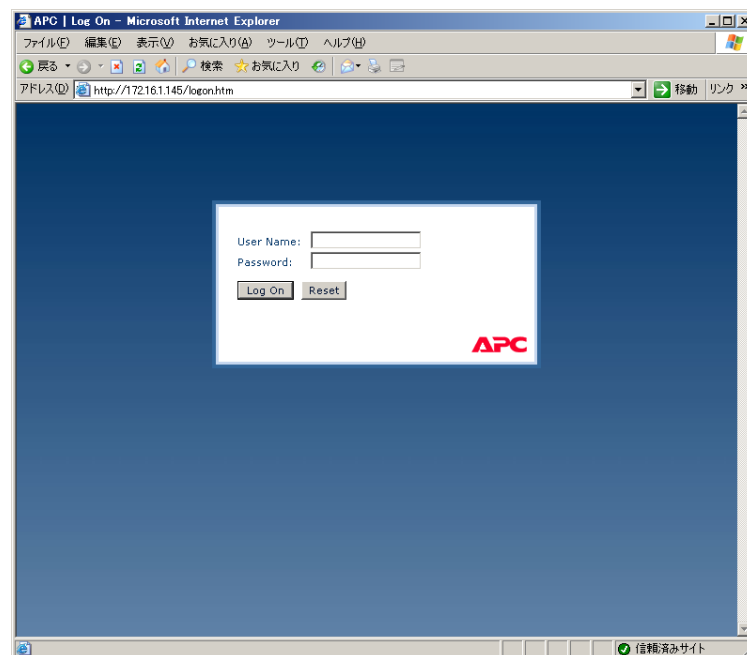 APC | Log On - Microsoft Internet Explorer
ファイル(F) 編集(E) 表示(V) お気に入り(A) ツール(T) ヘルプ(H)
戻る 検索 お気に入り
アドレス(D) http://172.16.1.145/logon.htm 移動 リンク »
User Name:
Password:
Log On Reset
APC
信頼済みサイト